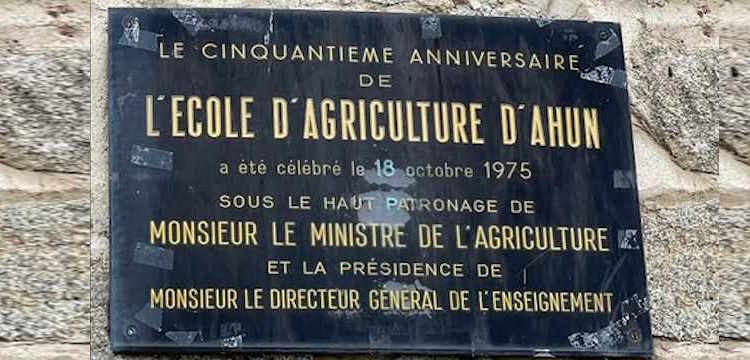 LE CINQUANTIEME ANNIVERSAIRE
DE
L'ECOLE D'AGRICULTURE D'AHUN
a été célébré le 18 octobre 1975
SOUS LE HAUT PATRONAGE DE
MONSIEUR LE MINISTRE DE L'AGRICULTURE
ET LA PRÉSIDENCE DE
MONSIEUR LE DIRECTEUR GENERAL DE L'ENSEIGNEMENT